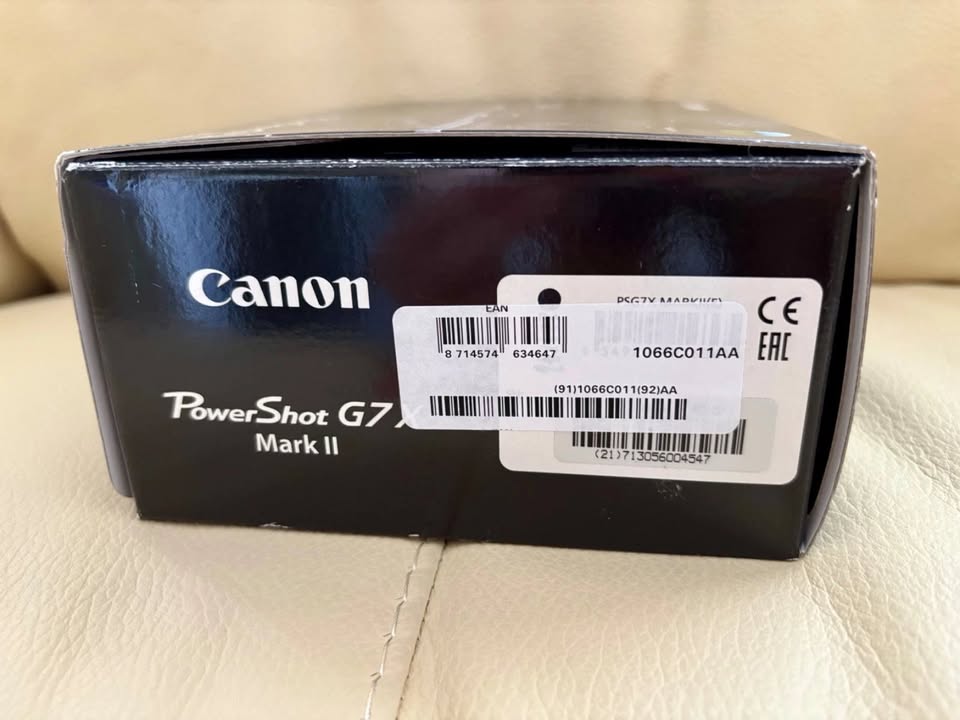 Canon
PowerShot G7 X
Mark II
PSG7X MARKII(E)
CE
EAC
EAN
8 714574 634647
1066C011AA
(91)1066C011(92)AA
(21)713056004547